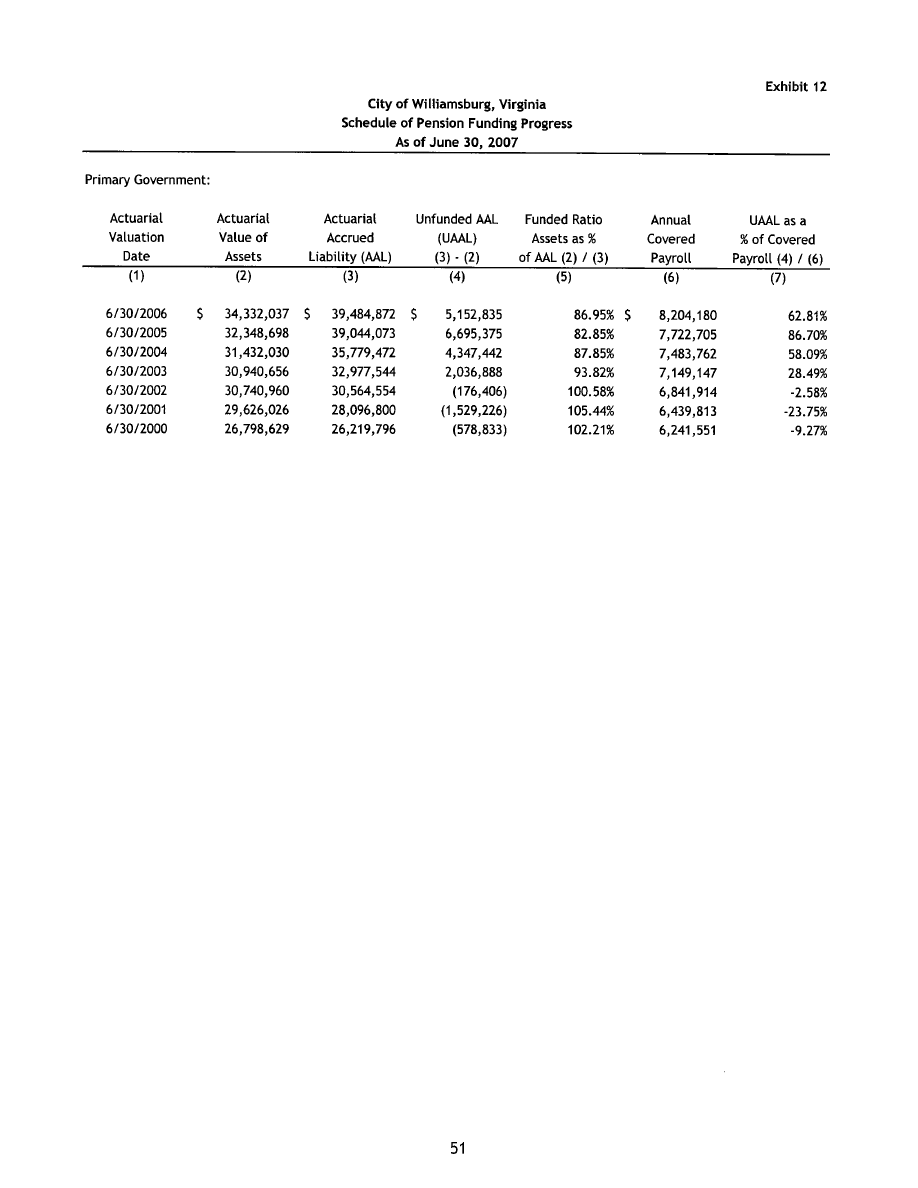 Exhibit 12
City of Williamsburg, Virginia
Schedule of Pension Funding Progress
As of June 30, 2007
Primary Government:
Actuarial Actuarial Actuarial Unfunded AAL Funded Ratio Annual UAAL as a
Valuation Value of Accrued (UAAL) Assets as % Covered % of Covered
Date Assets Liability (AAL) (3) - (2) of AAL (2) / (3) Payroll Payroll (4) / (6)
(1) (2) (3) (4) (5) (6) (7)
6/30/2006 $ 34,332,037 $ 39,484,872 $ 5,152,835 86.95% $ 8,204,180 62.81%
6/30/2005 32,348,698 39,044,073 6,695,375 82.85% 7,722,705 86.70%
6/30/2004 31,432,030 35,779,472 4,347,442 87.85% 7,483,762 58.09%
6/30/2003 30,940,656 32,977,544 2,036,888 93.82% 7,149,147 28.49%
6/30/2002 30,740,960 30,564,554 (176,406) 100.58% 6,841,914 -2.58%
6/30/2001 29,626,026 28,096,800 (1,529,226) 105.44% 6,439,813 -23.75%
6/30/2000 26,798,629 26,219,796 (578,833) 102.21% 6,241,551 -9.27%
51